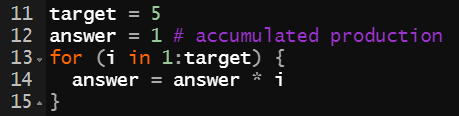 11 target = 5
12 answer = 1 # accumulated production
13 for (i in 1:target) {
14   answer = answer * i
15 }